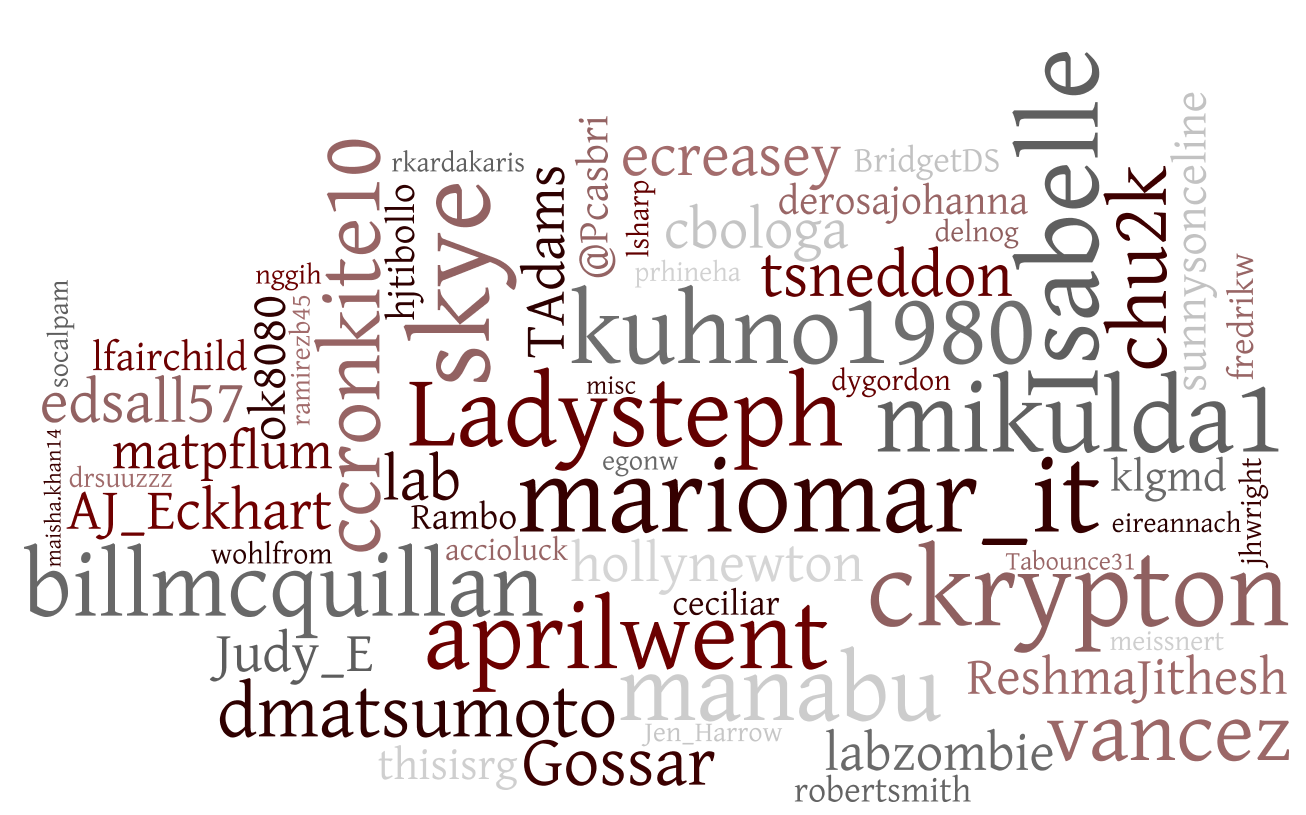 Isabelle
sunnysonceline
@Pcasbri
ccronkite10
rkardakaris
ecreasey
BridgetDS
TAdams
chu2k
hjtibollo
skye
lsharp
derosajohanna
cbologa
delnog
nggih
prhineha
tsneddon
fredrikw
socalpam
ok8080
ramirezb45
kuhno1980
lfairchild
misc
dygordon
edsall57
Ladysteph
mikulda1
matpflum
maisha.khan14
drsuuzzz
lab
egonw
mariomar_it
klgmd
jhwright
AJ_Eckhart
Rambo
eireannach
wohlfrom
accioluck
hollynewton
Tabounce31
billmcquillan
ckrypton
ceciliar
aprilwent
Judy_E
meissnert
manabu
ReshmaJithesh
dmatsumoto
Jen_Harrow
vancez
thisisrg
Gossar
labzombie
robertsmith